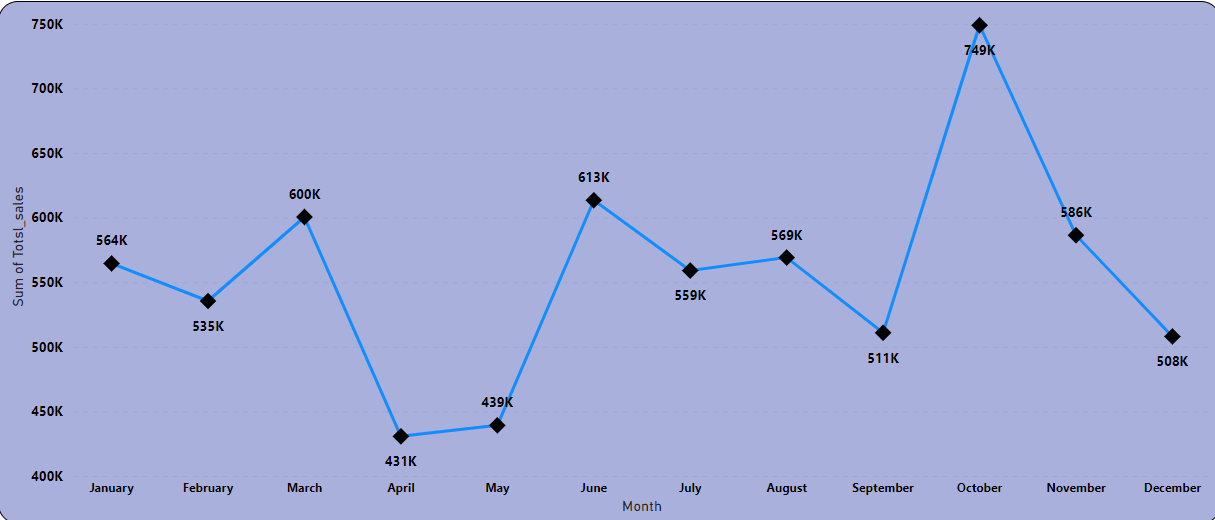 750K
749K
700K
650K
613K
600K
600K
586K
564K
569K
Sum of Totsl_sales
550K
559K
535K
511K
508K
500K
450K
439K
431K
400K
January February March April May June July August September October November December
Month